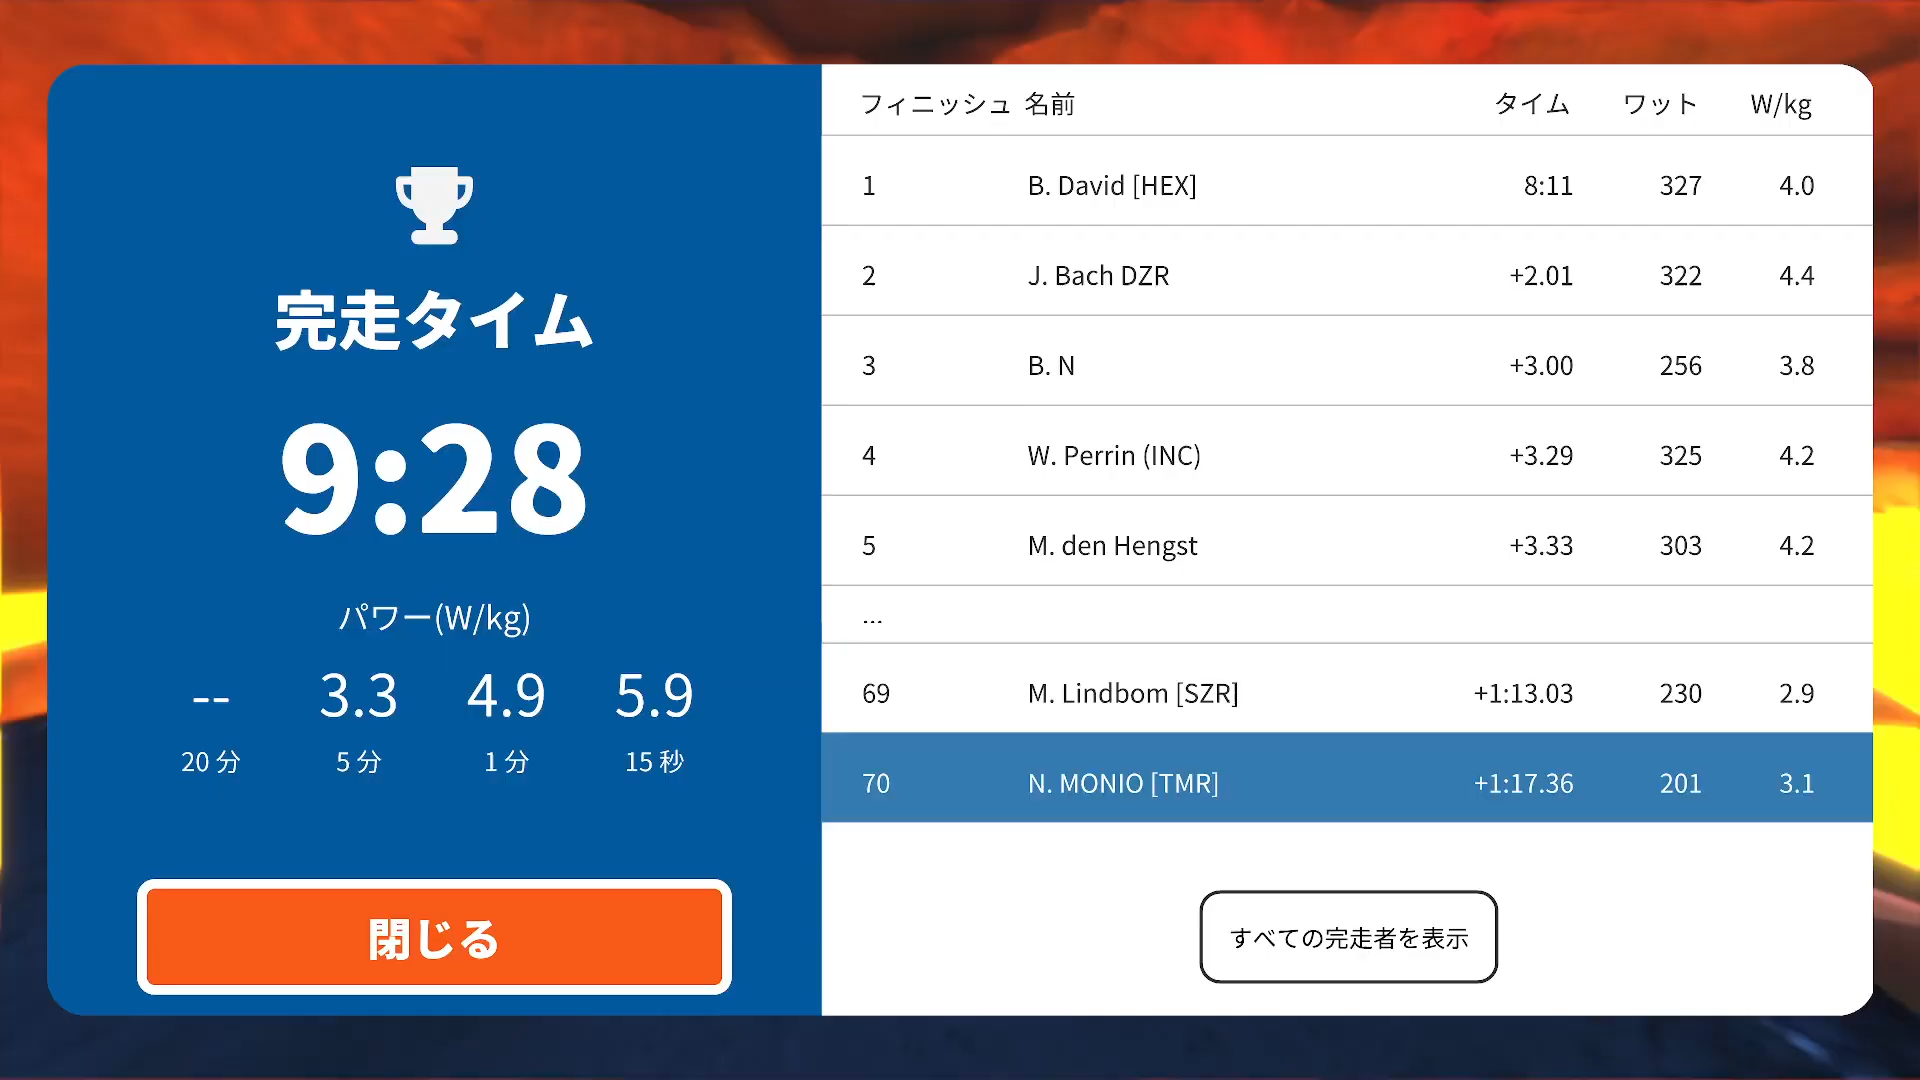 完走タイム
9:28
パワー(W/kg)
-- 3.3 4.9 5.9
20 分 5 分 1 分 15 秒
閉じる
フィニッシュ 名前 タイム ワット W/kg
1 B. David [HEX] 8:11 327 4.0
2 J. Bach DZR +2.01 322 4.4
3 B. N +3.00 256 3.8
4 W. Perrin (INC) +3.29 325 4.2
5 M. den Hengst +3.33 303 4.2
...
69 M. Lindbom [SZR] +1:13.03 230 2.9
70 N. MONIO [TMR] +1:17.36 201 3.1
すべての完走者を表示